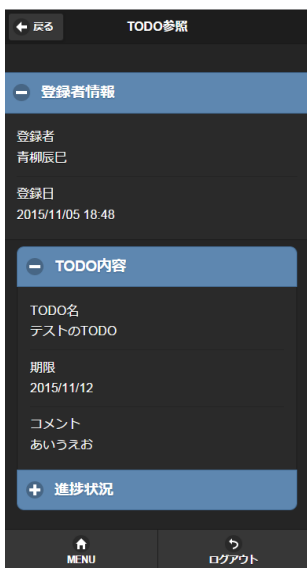 戻る
TODO参照
登録者情報
登録者
青柳辰巳
登録日
2015/11/05 18:48
TODO内容
TODO名
テストのTODO
期限
2015/11/12
コメント
あいうえお
進捗状況
MENU
ログアウト